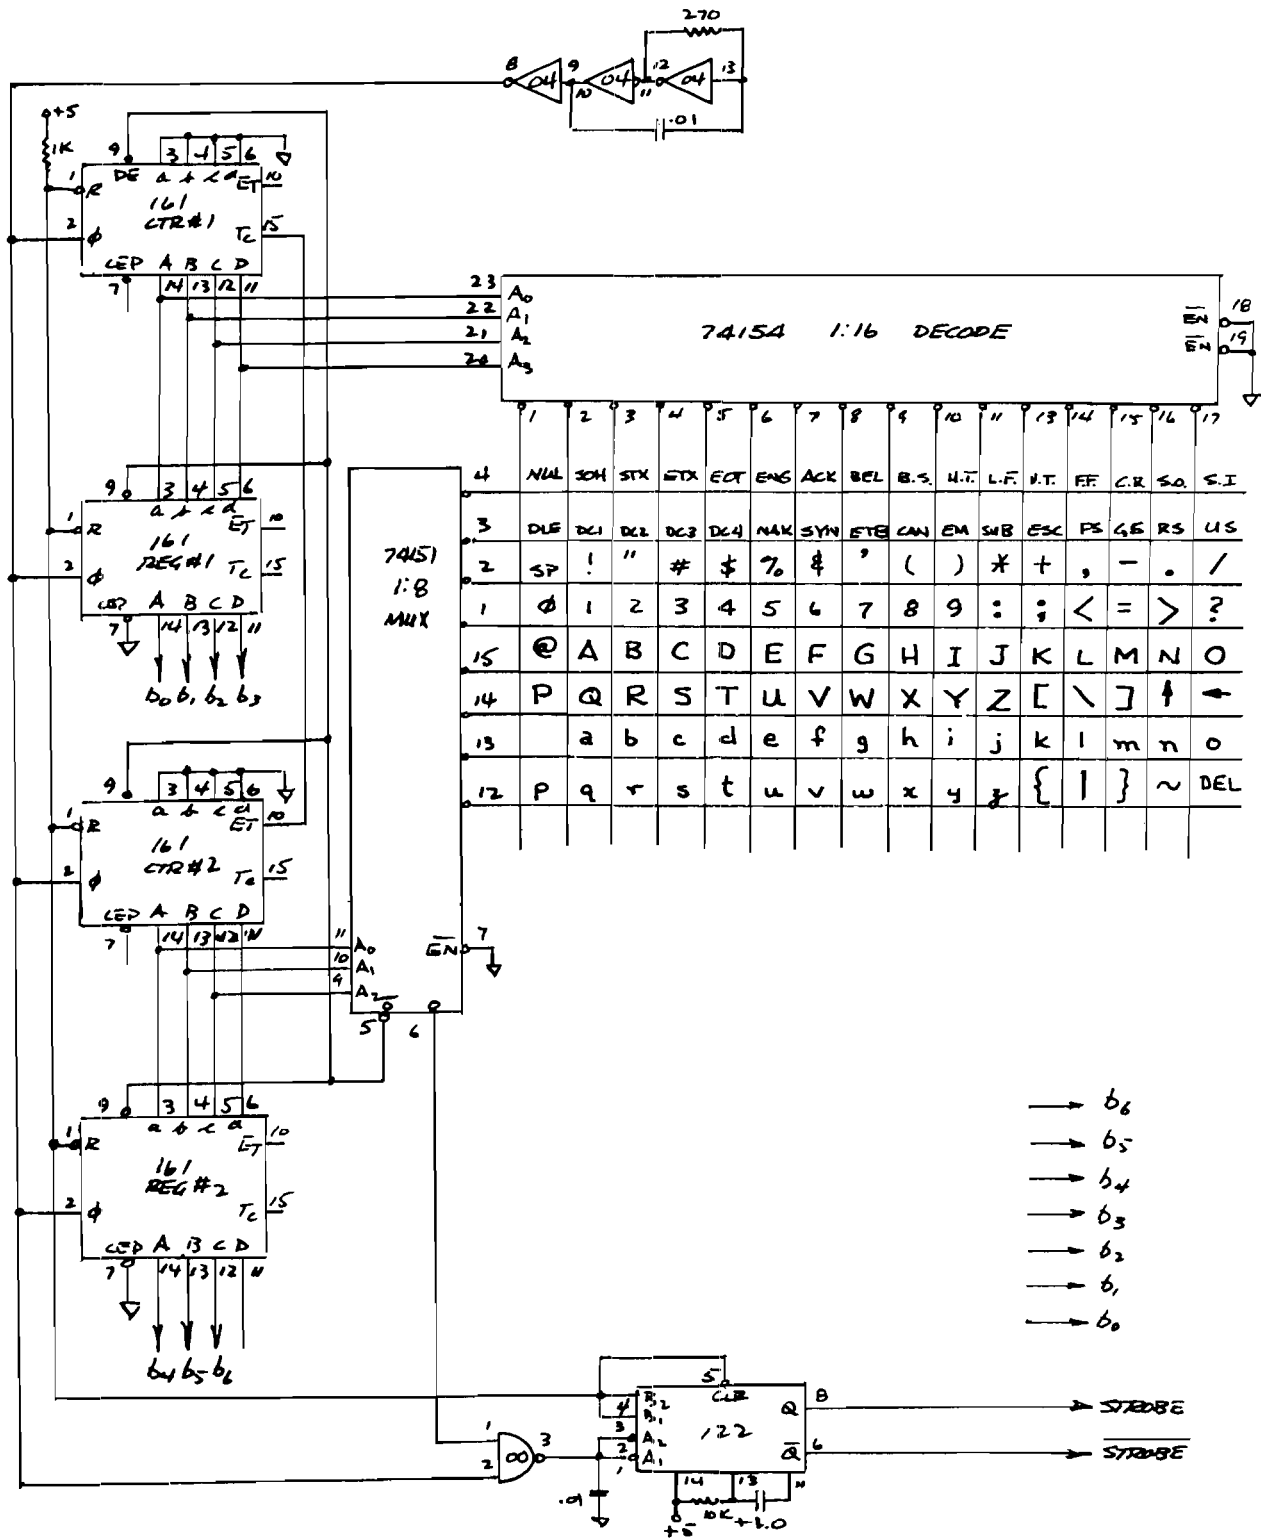 270
8 04 9 10 04 12 11 04 13
.01
+5
1K
9 3 4 5 6
DE a b c d ET 10
1 R
161
CTR#1
2 ϕ Tc 15
CEP A B C D
7 14 13 12 11
23 A0
22 A1
21 A2
20 A3
74154 1:16 DECODE
EN 18
EN 19
1 2 3 4 5 6 7 8 9 10 11 13 14 15 16 17
4 NUL SOH STX ETX EOT ENG ACK BEL B.S. H.T. L.F. V.T. F.F. C.R S.O. S.I
3 DLE DC1 DC2 DC3 DC4 NAK SYN ETB CAN EM SUB ESC FS GS RS US
2 SP ! " # $ % & ' ( ) * + , - . /
1 ϕ 1 2 3 4 5 6 7 8 9 : ; < = > ?
15 @ A B C D E F G H I J K L M N O
14 P Q R S T U V W X Y Z [ \ ] ↑ ←
13 a b c d e f g h i j k l m n o
12 p q r s t u v w x y z { | } ~ DEL
9 3 4 5 6
a b c d ET 10
1 R
161
REG#1
2 ϕ Tc 15
CEP A B C D
7 14 13 12 11
b0 b1 b2 b3
74151
1:8
MUX
9 3 4 5 6
a b c d ET 10
1 R
161
CTR#2
2 ϕ Tc 15
CEP A B C D
7 14 13 12 11
11 A0
10 A1
9 A2
EN 7
5 6
9 3 4 5 6
a b c d ET 10
1 R
161
REG#2
2 ϕ Tc 15
CEP A B C D
7 14 13 12 11
b4 b5 b6
b6
b5
b4
b3
b2
b1
b0
1 2 00 3
5 CLR
4 B2
3 B1
2 A2
1 A1
122
Q 8 STROBE
Q 6 STROBE
14 13 11
.01
10K +1.0
+5